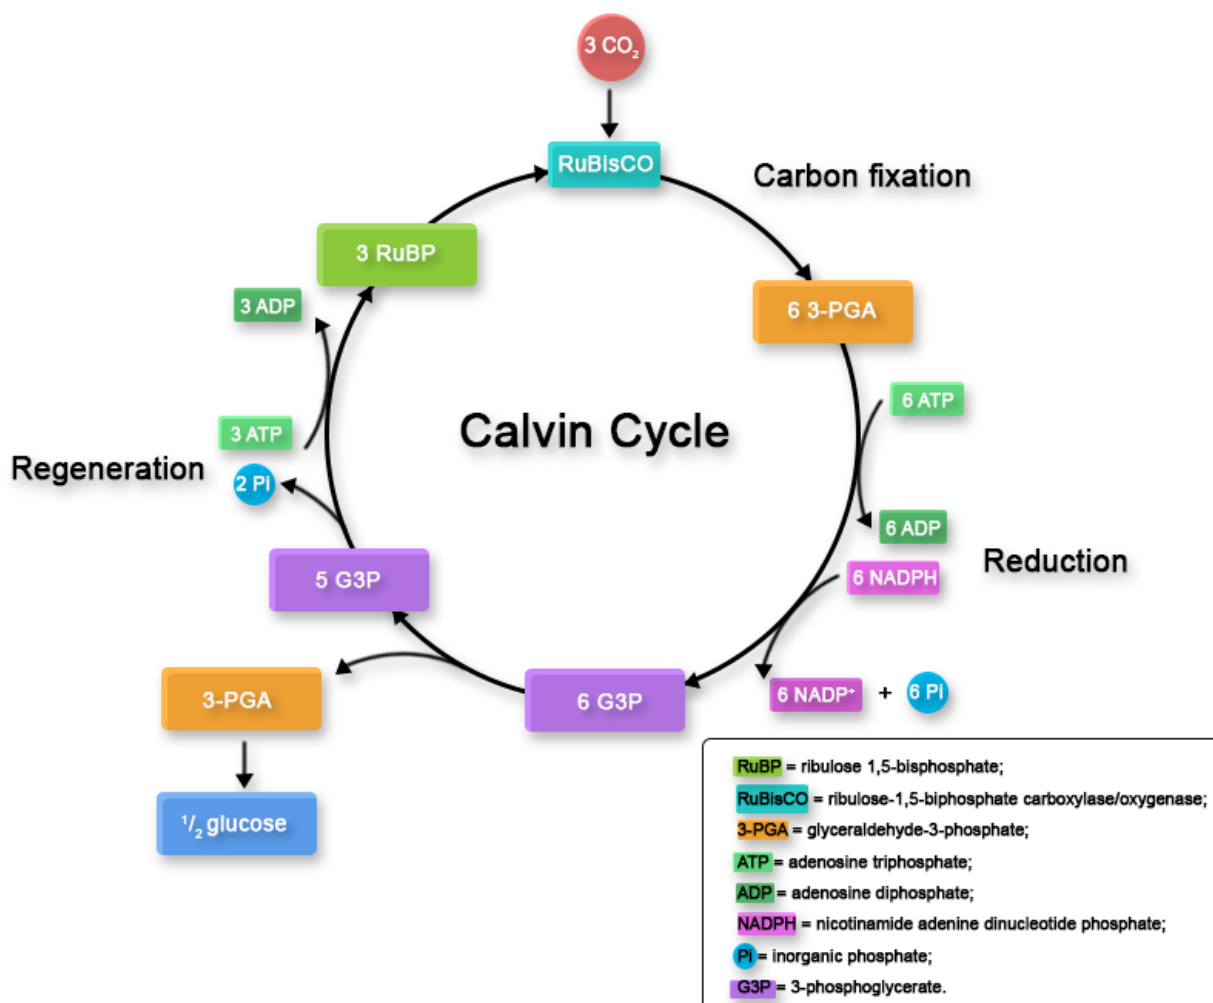 3 CO₂
RuBisCO
Carbon fixation
3 RuBP
6 3-PGA
3 ADP
6 ATP
Calvin Cycle
3 ATP
Regeneration
2 Pi
6 ADP
Reduction
6 NADPH
5 G3P
3-PGA
6 G3P
6 NADP⁺ + 6 Pi
1/2 glucose
RuBP = ribulose 1,5-bisphosphate;
RuBisCO = ribulose-1,5-biphosphate carboxylase/oxygenase;
3-PGA = glyceraldehyde-3-phosphate;
ATP = adenosine triphosphate;
ADP = adenosine diphosphate;
NADPH = nicotinamide adenine dinucleotide phosphate;
Pi = inorganic phosphate;
G3P = 3-phosphoglycerate.